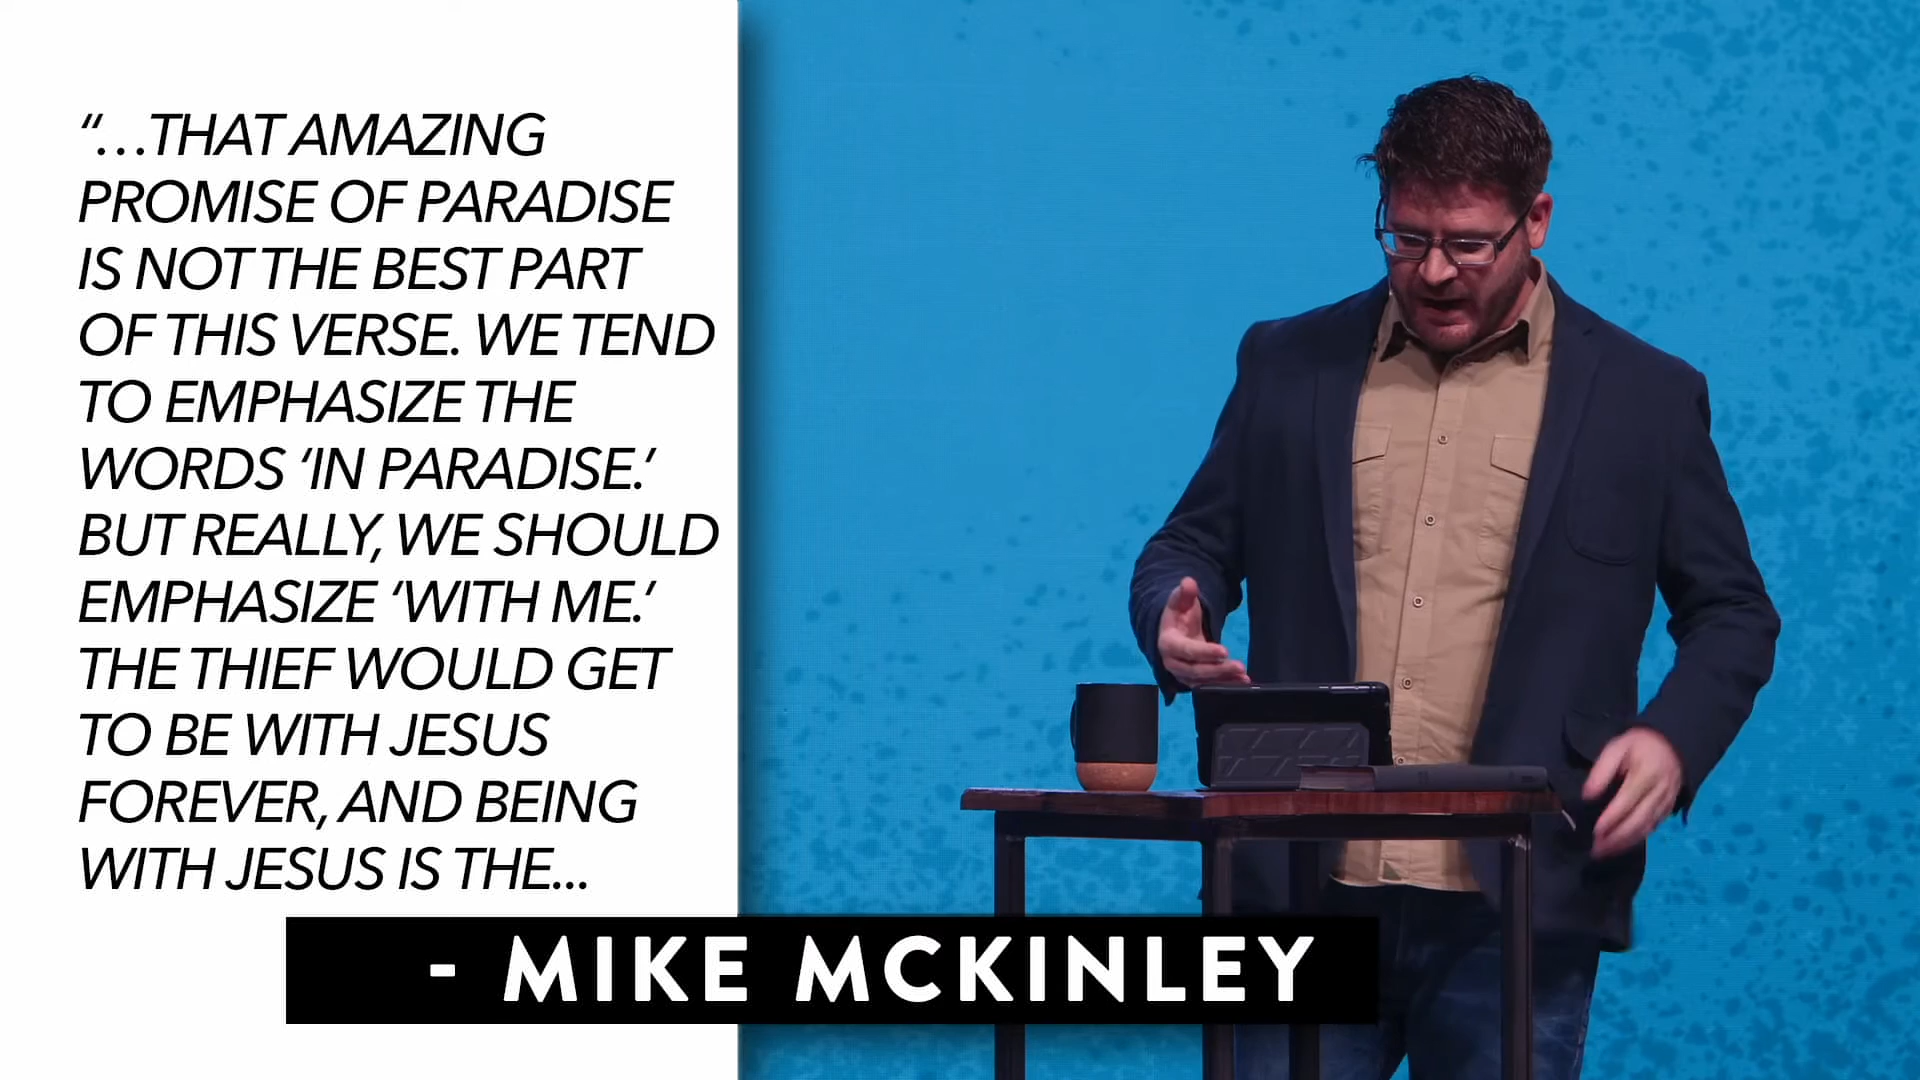 “…THAT AMAZING
PROMISE OF PARADISE
IS NOT THE BEST PART
OF THIS VERSE. WE TEND
TO EMPHASIZE THE
WORDS ‘IN PARADISE.’
BUT REALLY, WE SHOULD
EMPHASIZE ‘WITH ME.’
THE THIEF WOULD GET
TO BE WITH JESUS
FOREVER, AND BEING
WITH JESUS IS THE...
- MIKE MCKINLEY